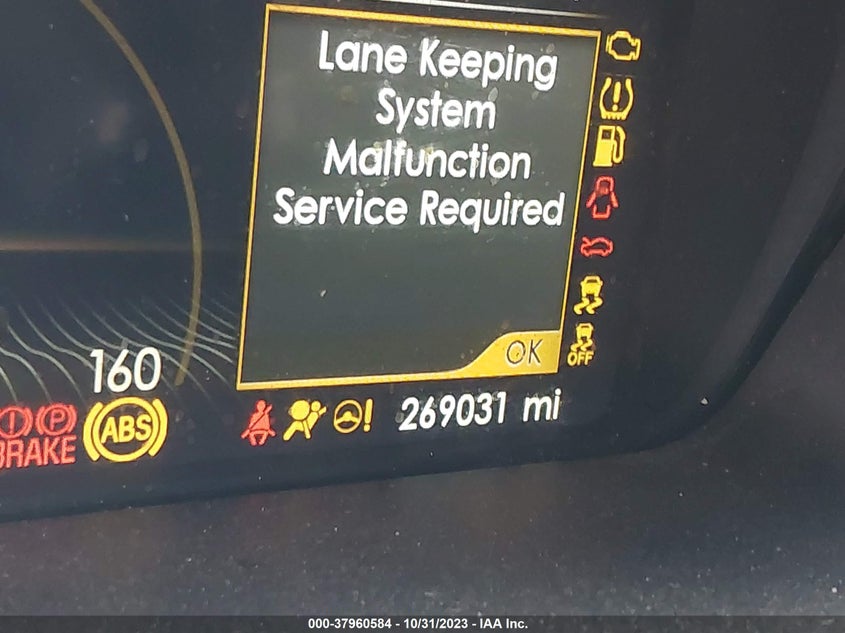 Lane Keeping
System
Malfunction
Service Required
OK
OFF
160
P
BRAKE
ABS
269031 mi
000-37960584 - 10/31/2023 - IAA Inc.